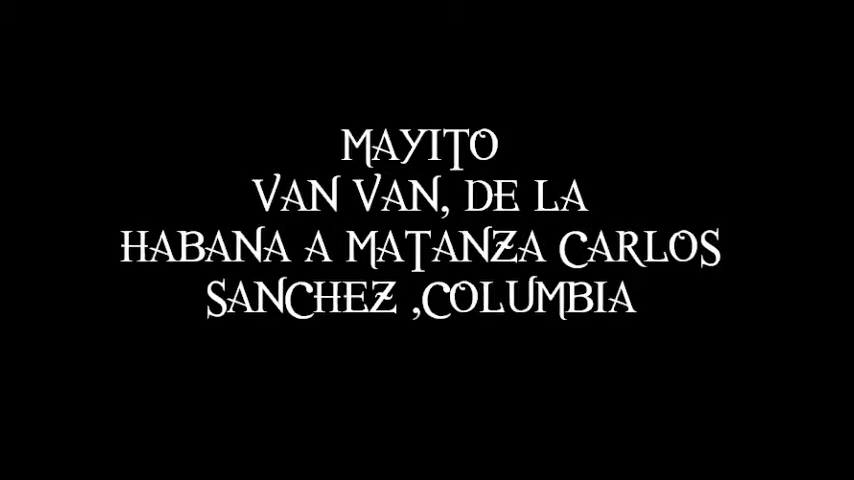 MAYITO
VAN VAN, DE LA
HABANA A MATANZA CARLOS
SANCHEZ ,COLUMBIA